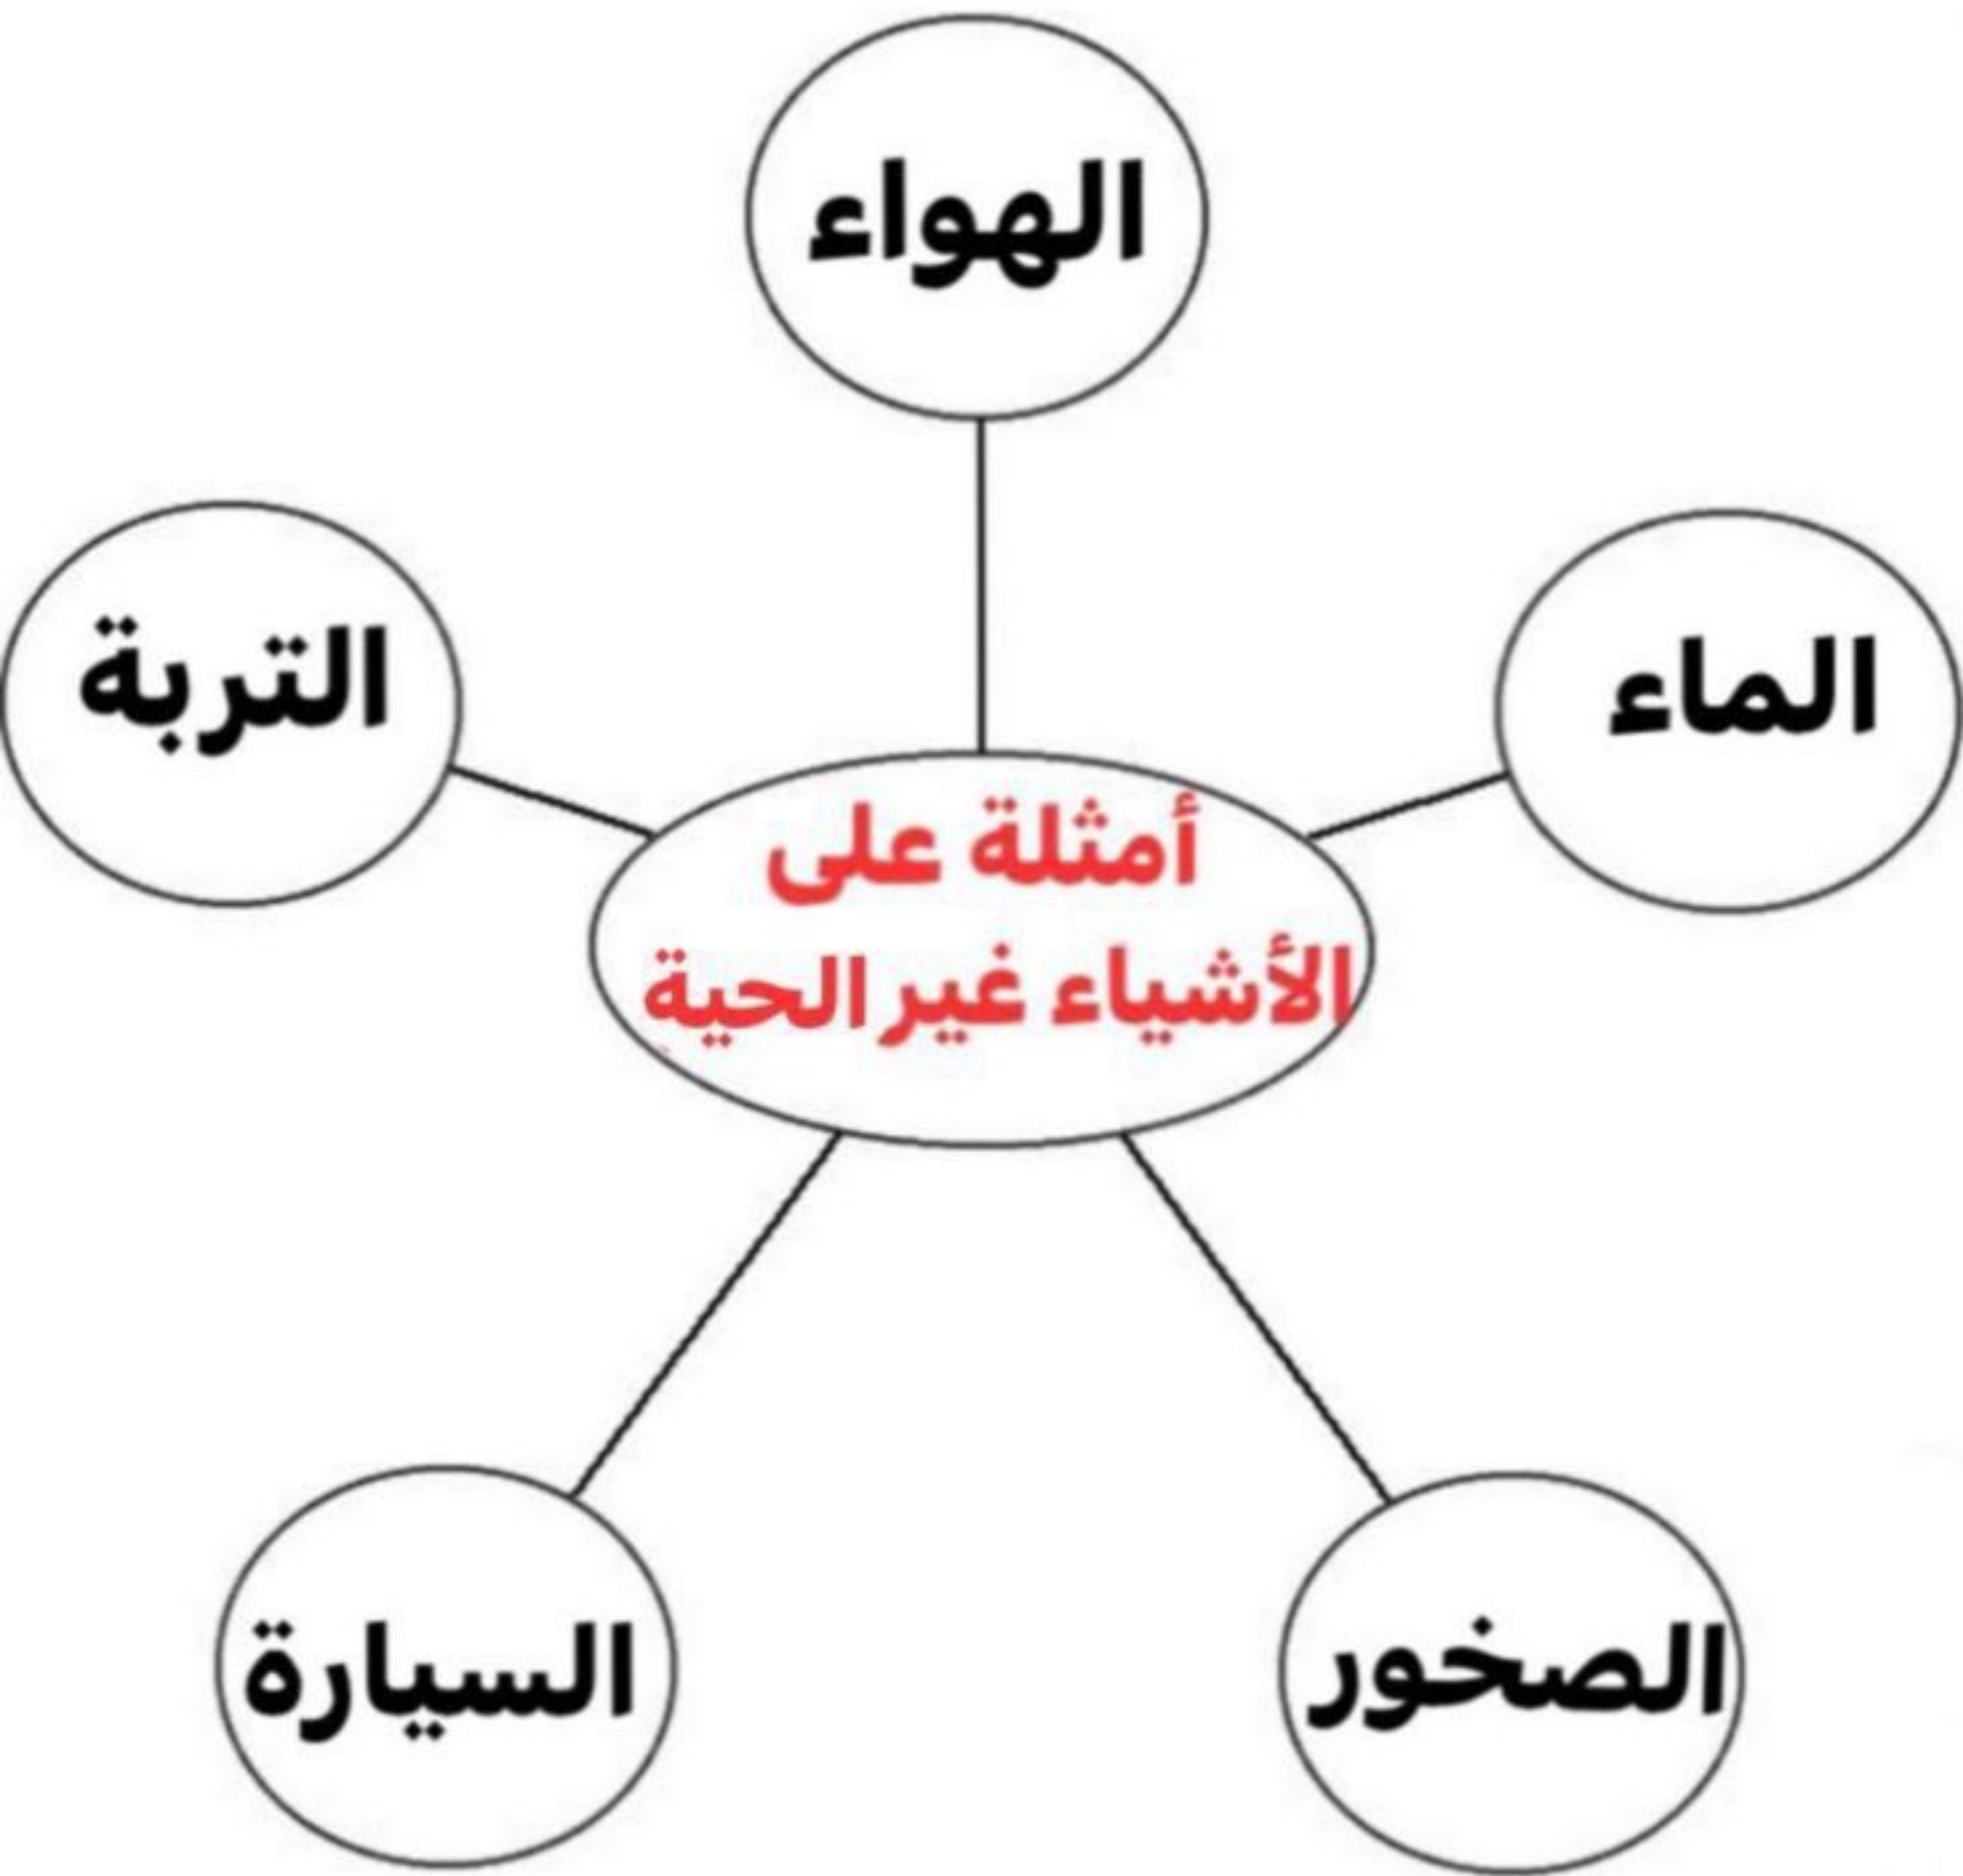 الهواء
الماء
التربة
أمثلة على
الأشياء غير الحية
الصخور
السيارة